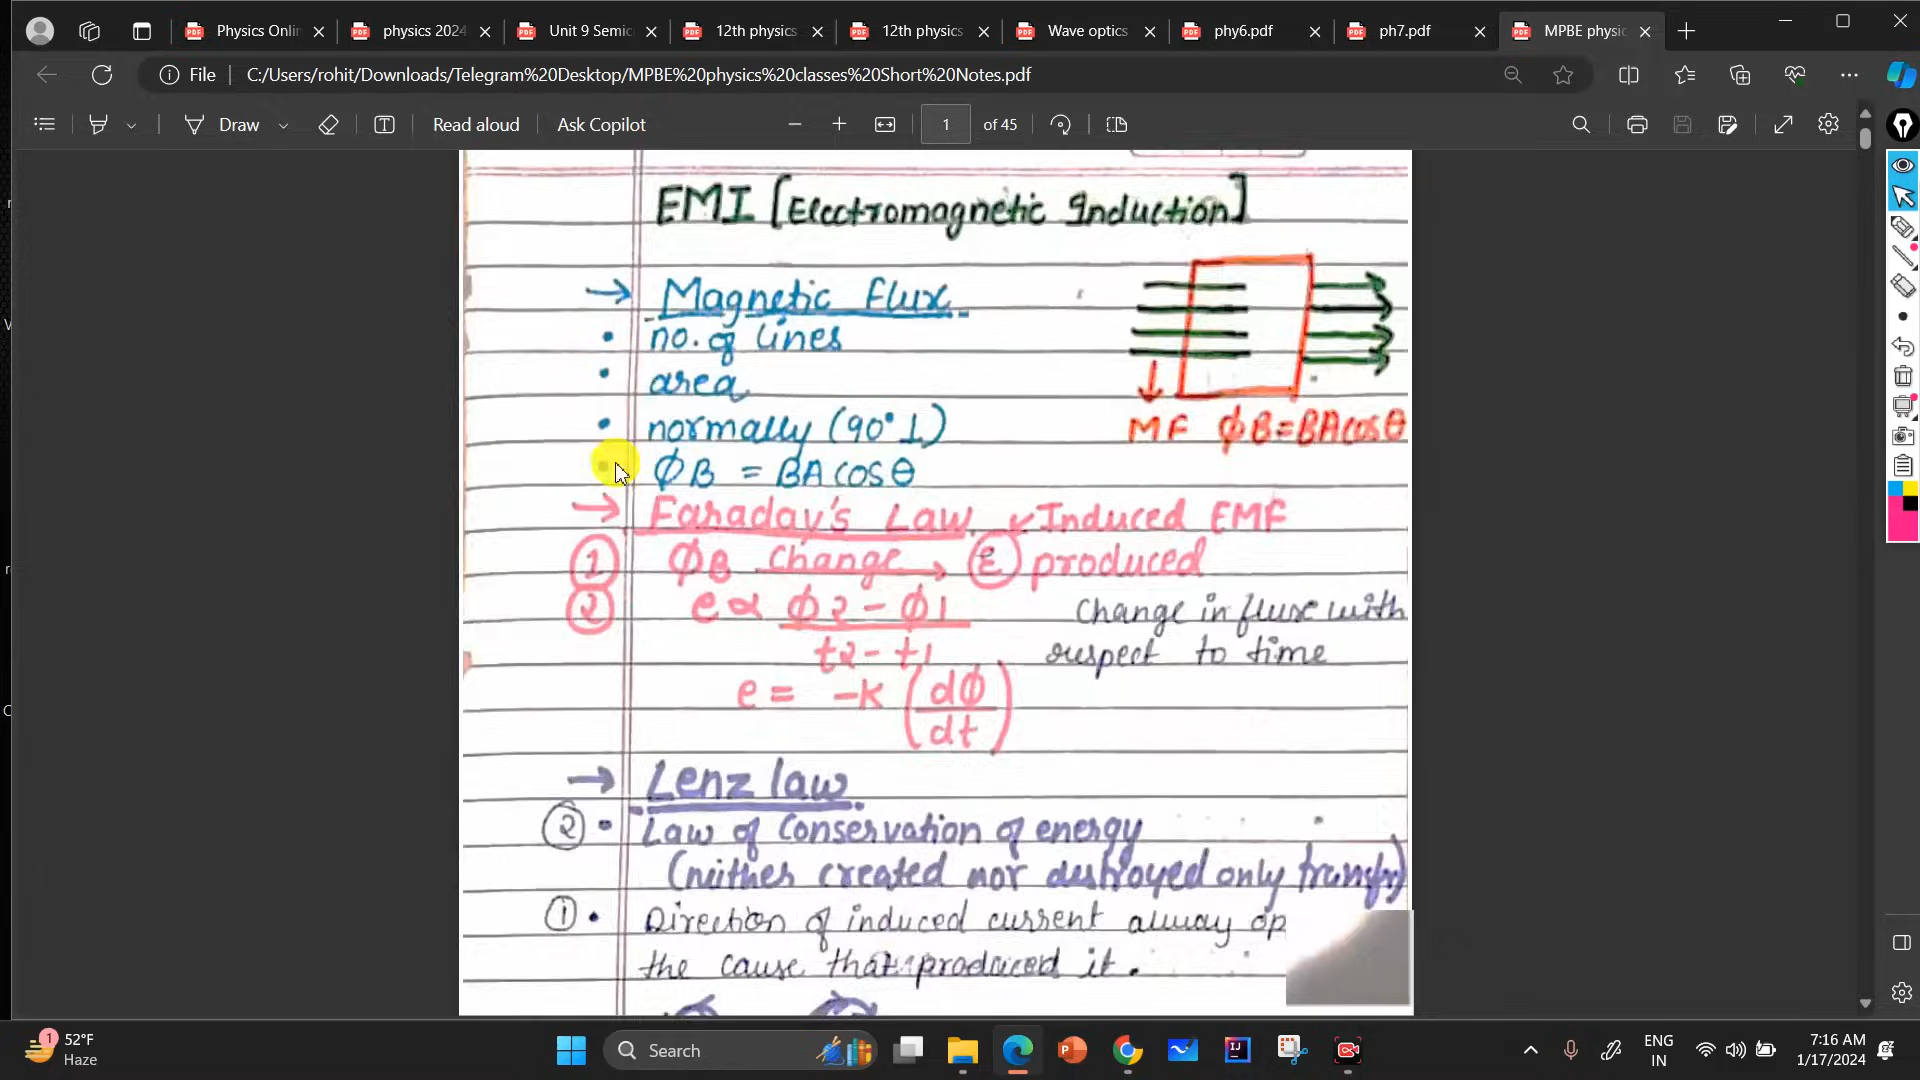 Physics Onlin
physics 2024
Unit 9 Semic
12th physics
12th physics
Wave optics
phy6.pdf
ph7.pdf
MPBE physic
File
C:/Users/rohit/Downloads/Telegram%20Desktop/MPBE%20physics%20classes%20Short%20Notes.pdf
Draw
Read aloud
Ask Copilot
1 of 45
EMI [Electromagnetic Induction]
→ Magnetic Flux
• no. of lines
• area
• normally (90° ⊥)
MF ΦB = BA cosθ
• ΦB = BA cosθ
→ Faraday's Law ✓ Induced EMF
① ΦB Change → Ɛ produced
② e ∝ Φ2 - Φ1
t2 - t1
Change in flux with
respect to time
e = -K (dΦ/dt)
→ Lenz law
② • Law of Conservation of energy
(neither created nor destroyed only transfr)
① • Direction of induced current alway op
the cause that produced it.
1
52°F
Haze
Search
ENG
IN
7:16 AM
1/17/2024